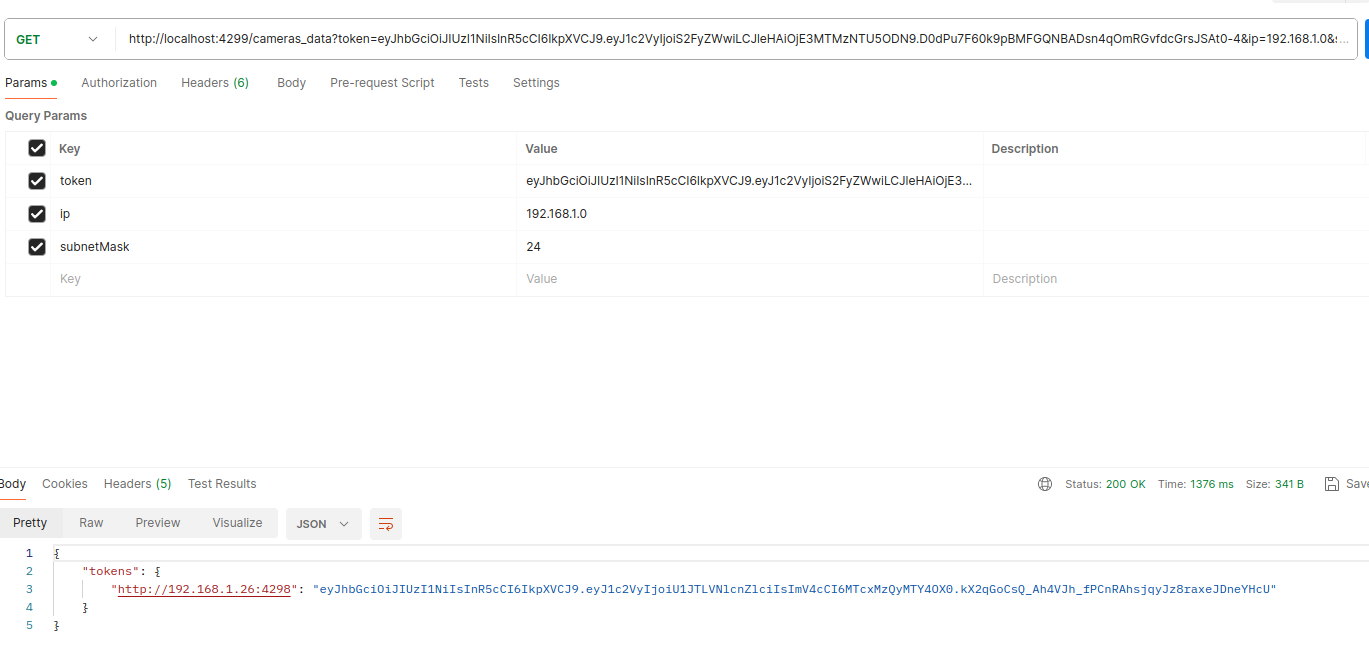 GET http://localhost:4299/cameras_data?token=eyJhbGciOiJIUzI1NiIsInR5cCI6IkpXVCJ9.eyJ1c2VyIjoiS2FyZWwiLCJleHAiOjE3MTMzNTU5ODN9.D0dPu7F60k9pBMFGQNBADsn4qOmRGvfdcGrsJSAt0-4&ip=192.168.1.0&s...
Params Authorization Headers (6) Body Pre-request Script Tests Settings
Query Params
Key Value Description
token eyJhbGciOiJIUzI1NiIsInR5cCI6IkpXVCJ9.eyJ1c2VyIjoiS2FyZWwiLCJleHAiOjE3...
ip 192.168.1.0
subnetMask 24
Key Value Description
Body Cookies Headers (5) Test Results Status: 200 OK Time: 1376 ms Size: 341 B Save
Pretty Raw Preview Visualize JSON
1 {
2 "tokens": {
3 "http://192.168.1.26:4298": "eyJhbGciOiJIUzI1NiIsInR5cCI6IkpXVCJ9.eyJ1c2VyIjoiU1JTLVNlcnZlciIsImV4cCI6MTcxMzQyMTY4OX0.kX2qGoCsQ_Ah4VJh_fPCnRAhsjqyJz8raxeJDneYHcU"
4 }
5 }